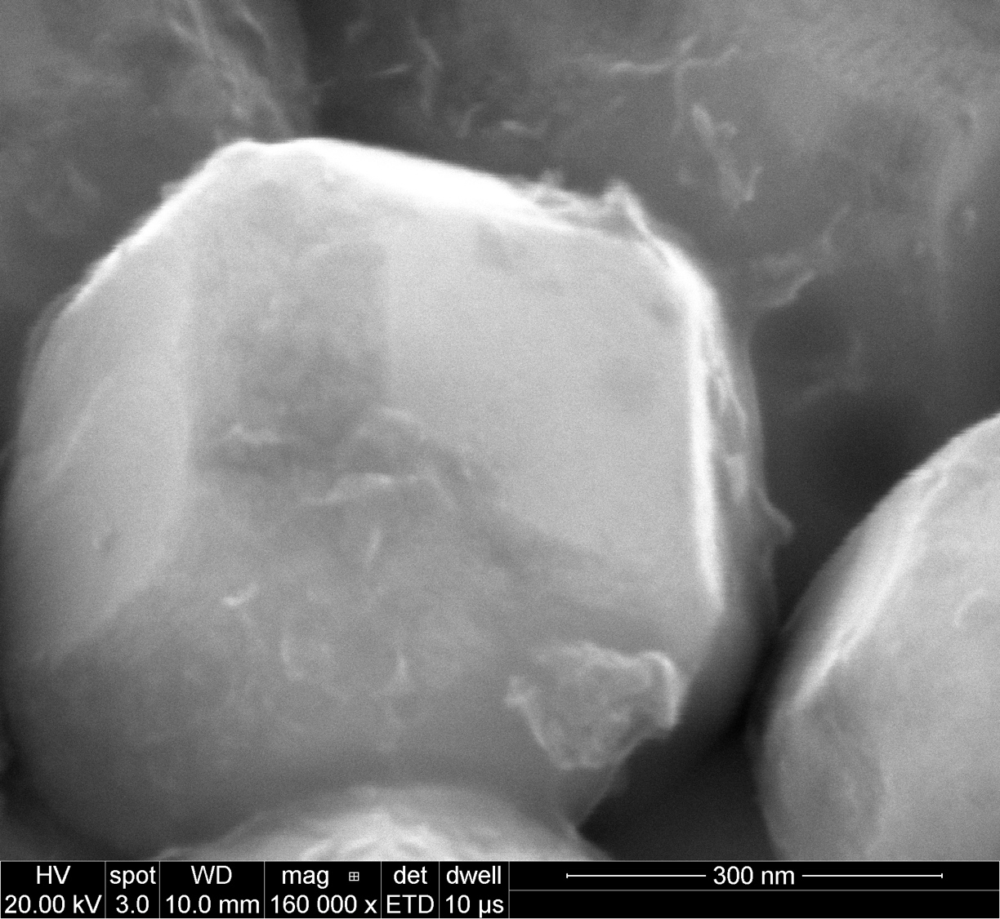 HV spot WD mag ⊞ det dwell 300 nm
20.00 kV 3.0 10.0 mm 160 000 x ETD 10 µs